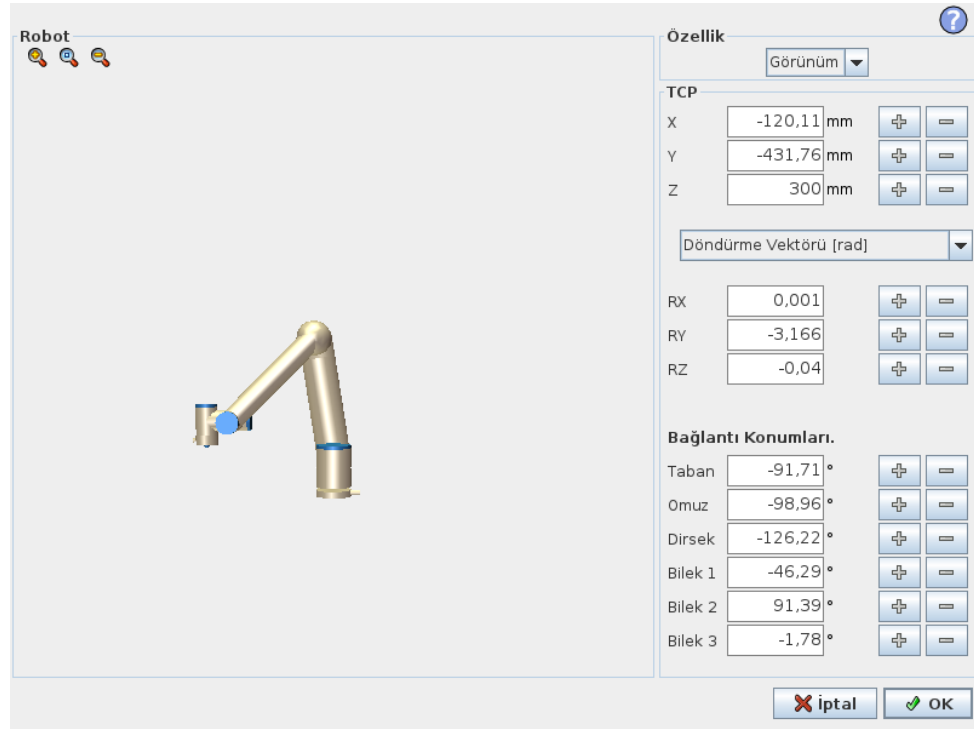 Robot
Özellik
?
Görünüm
TCP
X -120,11 mm
Y -431,76 mm
Z 300 mm
Döndürme Vektörü [rad]
RX 0,001
RY -3,166
RZ -0,04
Bağlantı Konumları.
Taban -91,71 °
Omuz -98,96 °
Dirsek -126,22 °
Bilek 1 -46,29 °
Bilek 2 91,39 °
Bilek 3 -1,78 °
İptal OK